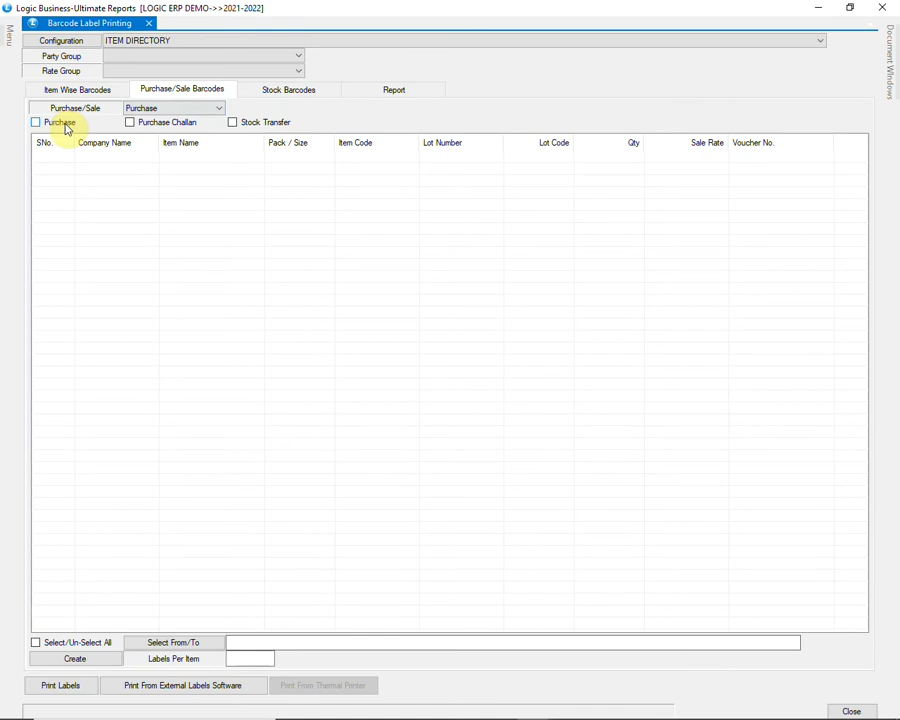 Logic Business-Ultimate Reports [LOGIC ERP DEMO->>2021-2022]
Menu
Barcode Label Printing
Document Windows
Configuration ITEM DIRECTORY
Party Group
Rate Group
Item Wise Barcodes Purchase/Sale Barcodes Stock Barcodes Report
Purchase/Sale Purchase
Purchase Purchase Challan Stock Transfer
SNo. Company Name Item Name Pack / Size Item Code Lot Number Lot Code Qty Sale Rate Voucher No.
Select/Un-Select All Select From/To
Create Labels Per Item
Print Labels Print From External Labels Software Print From Thermal Printer
Close